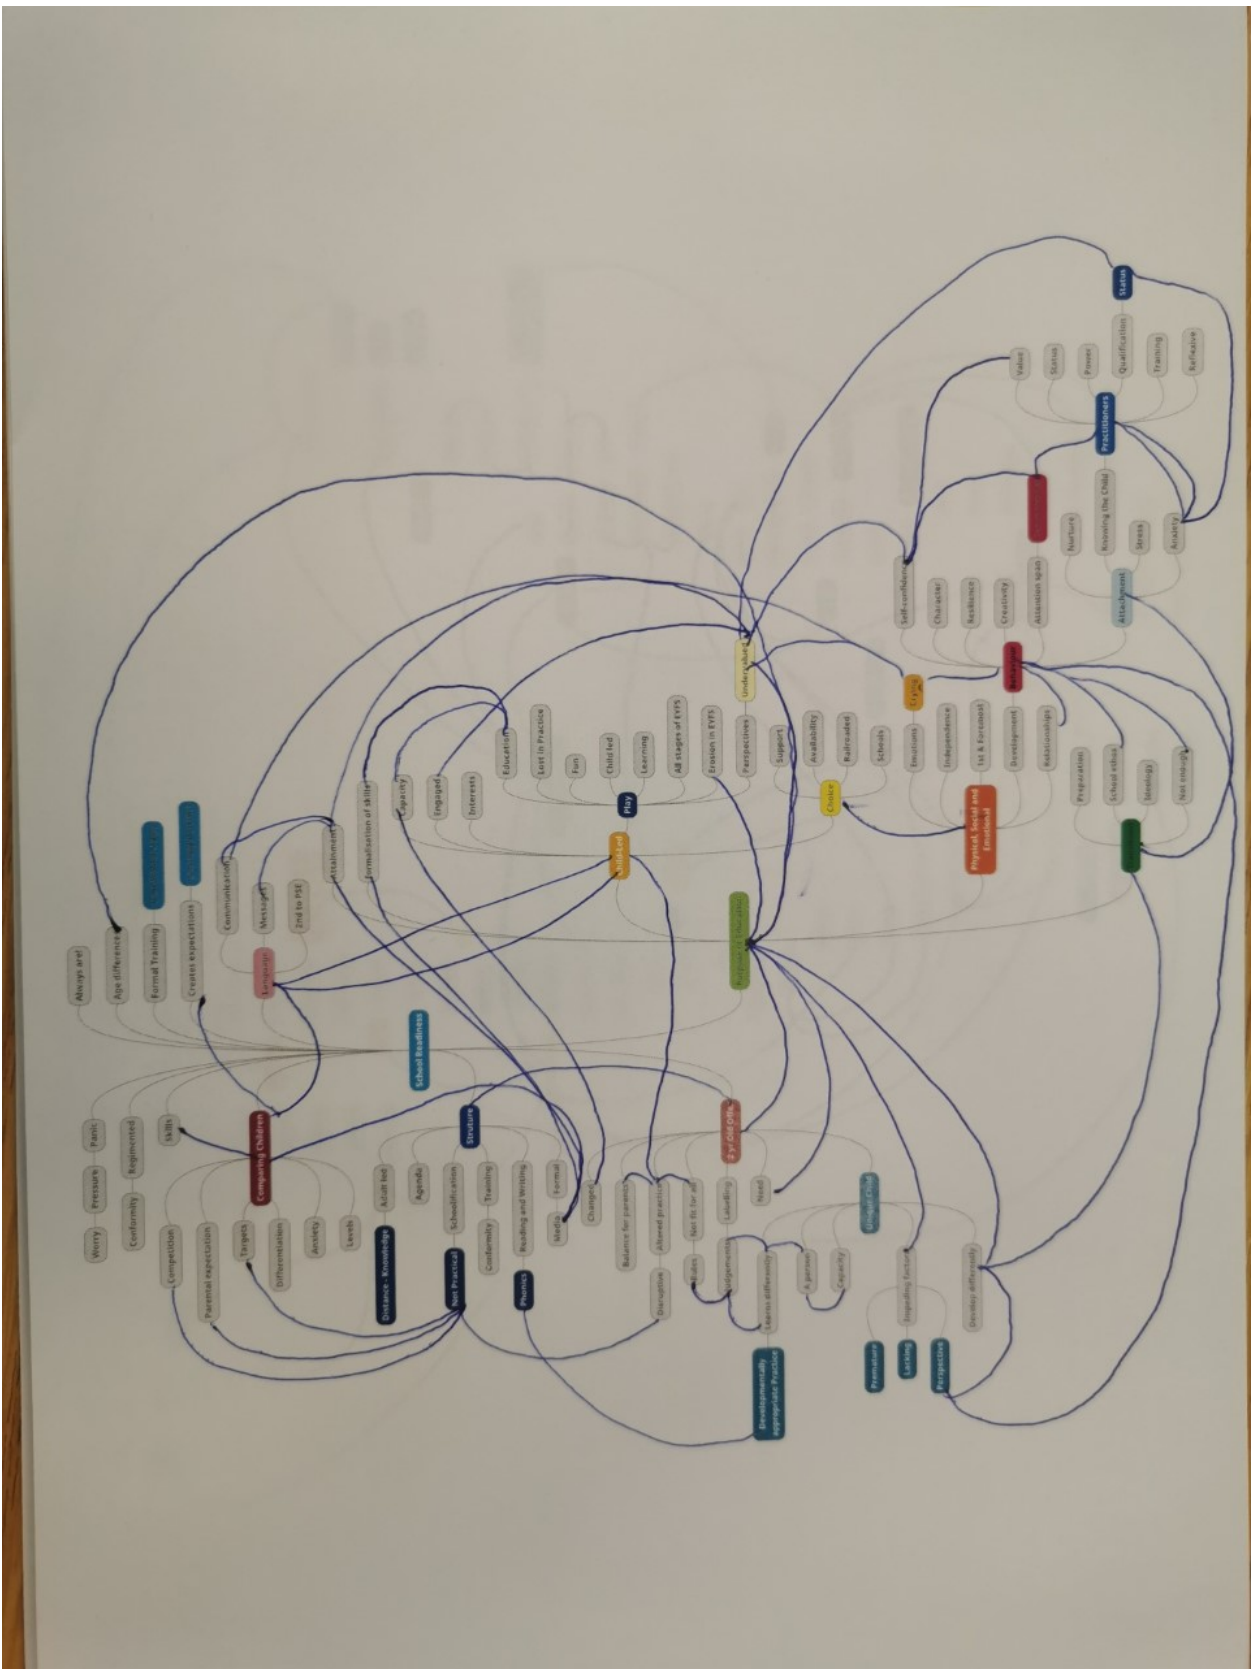 Worry
Pressure
Panic
Always are!
Conformity
Regimented
Age difference
Skills
Formal Training
Creates expectations
Competition
Parental expectation
Targets
Differentiation
Anxiety
Levels
Comparing Children
Language
Communication
Messages
2nd to PSE
School Readiness
Distance - Knowledge
Adult led
Agenda
Not Practical
Schoolification
Conformity
Training
Phonics
Reading and Writing
Media
Formal
Struture
Attainment
Formalisation of skills
Capacity
Engaged
Interests
Education
Lost in Practice
Fun
Child led
Learning
All stages of EYFS
Erosion in EYFS
Perspectives
Undervalued
Play
Child-Led
Changed
Balance for parents
Disruptive
Altered practice
Rules
Not fit for all
Judgements
Labelling
Need
2 yr Old Offer
Purpose of Education
Support
Availability
Railroaded
Schools
Choice
Developmentally
appropriate Practice
Learns differently
A person
Capacity
Premature
Lacking
Perspective
Impeding factors
Develop differently
Unique Child
Physical, Social and
Emotional
Emotions
Crying
Independence
1st & Foremost
Development
Relationships
Behaviour
Self-confidence
Character
Resilience
Creativity
Attention span
Attachment
Nurture
Knowing the Child
Stress
Anxiety
Practitioners
Value
Status
Power
Qualification
Status
Training
Reflexive
Preparation
School ethos
Ideology
Not enough